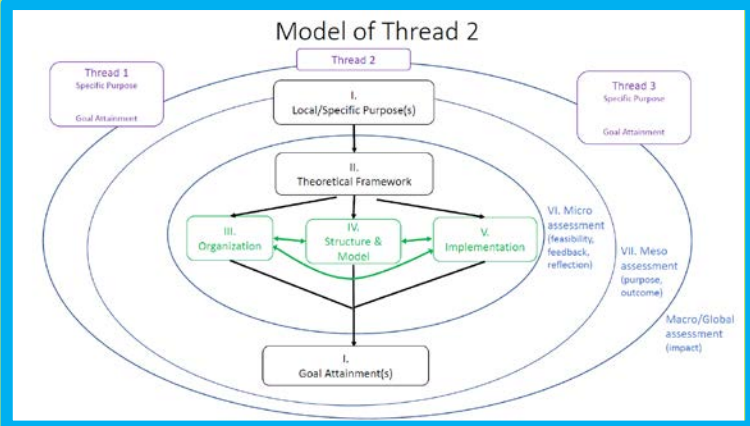 Model of Thread 2
Thread 1
Specific Purpose
Goal Attainment
Thread 2
Thread 3
Specific Purpose
Goal Attainment
I.
Local/Specific Purpose(s)
II.
Theoretical Framework
III.
Organization
IV.
Structure &
Model
V.
Implementation
VI. Micro
assessment
(feasibility,
feedback,
reflection)
VII. Meso
assessment
(purpose,
outcome)
Macro/Global
assessment
(impact)
I.
Goal Attainment(s)